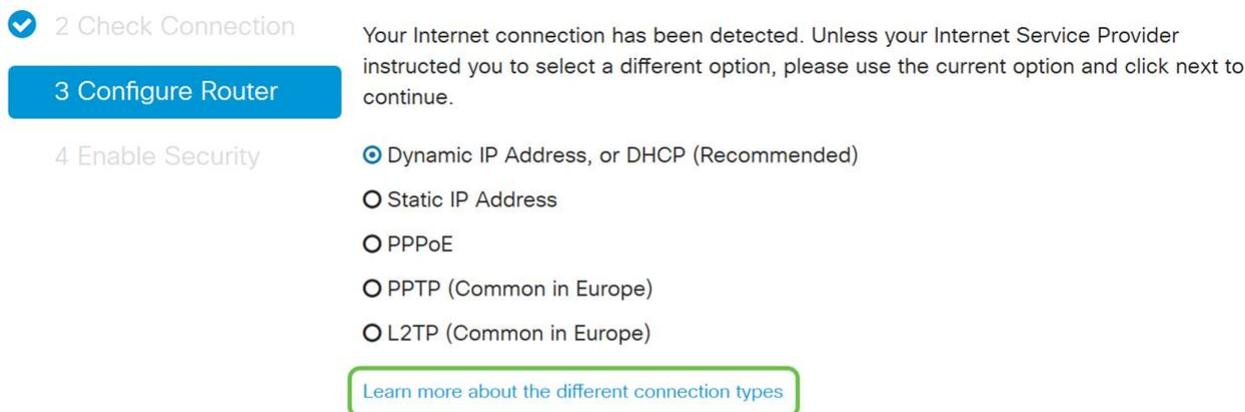 2 Check Connection
3 Configure Router
4 Enable Security
Your Internet connection has been detected. Unless your Internet Service Provider
instructed you to select a different option, please use the current option and click next to
continue.
Dynamic IP Address, or DHCP (Recommended)
Static IP Address
PPPoE
PPTP (Common in Europe)
L2TP (Common in Europe)
Learn more about the different connection types